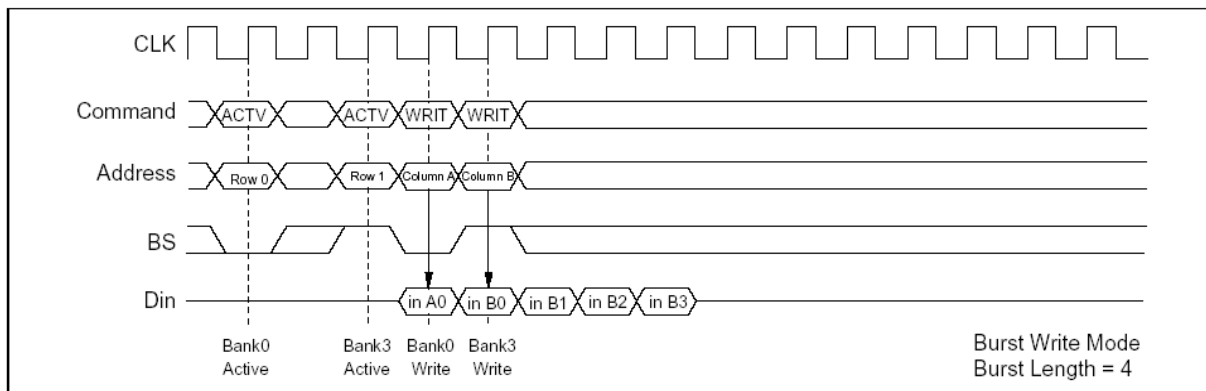 CLK
Command ACTV ACTV WRIT WRIT
Address Row 0 Row 1 Column A Column B
BS
Din in A0 in B0 in B1 in B2 in B3
Bank0 Bank3 Bank0 Bank3
Active Active Write Write
Burst Write Mode
Burst Length = 4